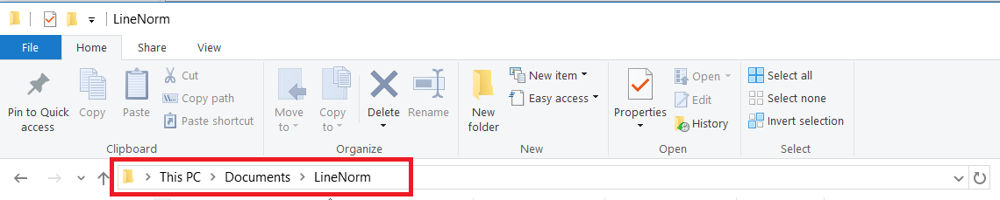 LineNorm
File Home Share View
Pin to Quick access
Copy
Paste
Cut
Copy path
Paste shortcut
Clipboard
Move to
Copy to
Delete
Rename
Organize
New folder
New item
Easy access
New
Properties
Open
Edit
History
Open
Select all
Select none
Invert selection
Select
This PC > Documents > LineNorm